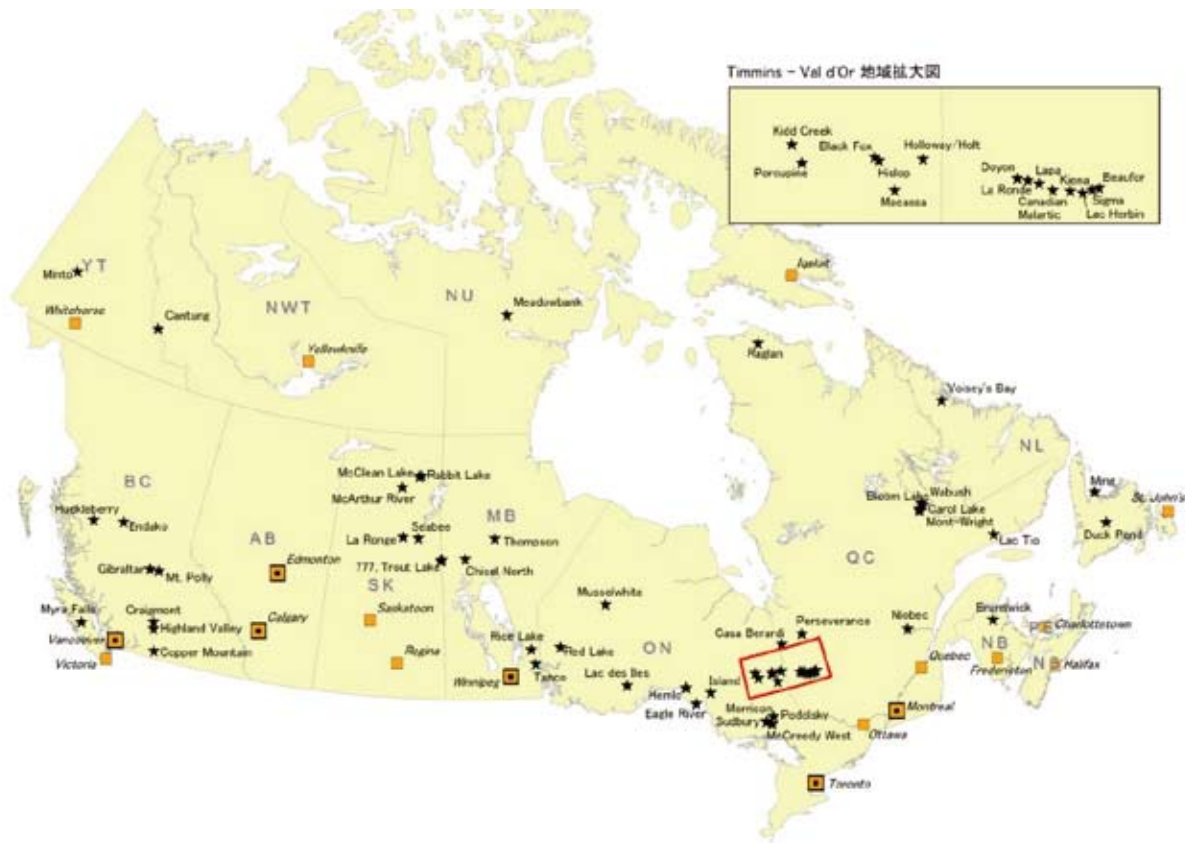 Timmins - Val d'Or 地域拡大図
Kidd Creek
Black Fox
Holloway/Holt
Porcupine
Hislop
Macassa
Doyon
Lapa
La Ronde
Kiena
Beaufor
Canadian
Malartic
Sigma
Lac Herbin
Minto
YT
Whitehorse
Cantung
NWT
Yellowknife
NU
Meadowbank
Iqaluit
Raglan
Voisey's Bay
NL
BC
Huckleberry
Endako
Gibraltar
Mt. Polly
Myra Falls
Craigmont
Highland Valley
Vancouver
Copper Mountain
Victoria
AB
Edmonton
Calgary
McClean Lake
Rabbit Lake
McArthur River
Seabee
La Ronge
777, Trout Lake
SK
Saskatoon
Regina
MB
Thompson
Chisel North
Rice Lake
Red Lake
Tanco
Winnipeg
Musselwhite
ON
Lac des Iles
Hemlo
Island
Eagle River
Casa Berardi
Perseverance
Morrison
Podolsky
Sudbury
McCreedy West
Ottawa
Toronto
Montreal
Quebec
Niobec
QC
Bloom Lake
Wabush
Carol Lake
Mont-Wright
Lac Tio
Ming
St. John's
Duck Pond
Brunswick
NB
Fredericton
Charlottetown
Halifax